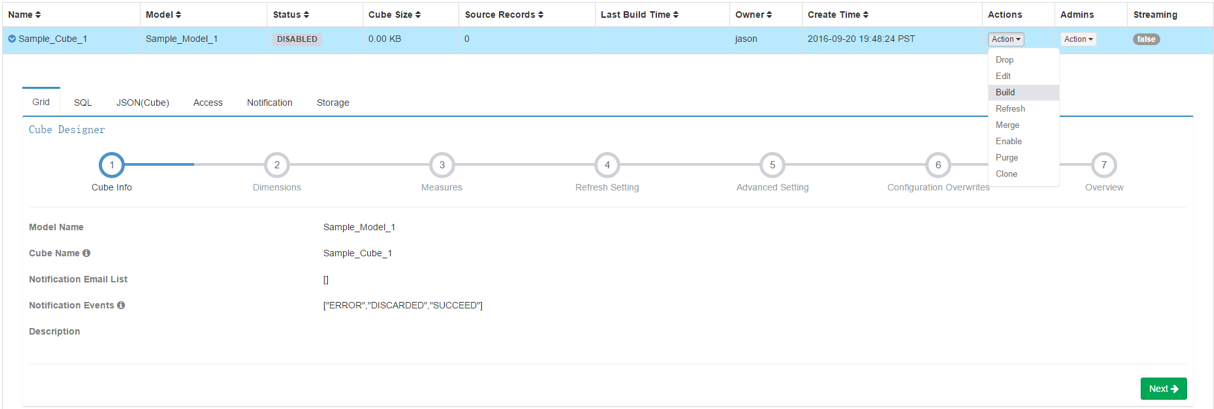 Name Model Status Cube Size Source Records Last Build Time Owner Create Time Actions Admins Streaming
Sample_Cube_1 Sample_Model_1 DISABLED 0.00 KB 0 jason 2016-09-20 19:48:24 PST Action Action false
Drop
Edit
Build
Refresh
Merge
Enable
Purge
Clone
Grid SQL JSON(Cube) Access Notification Storage
Cube Designer
1 2 3 4 5 6 7
Cube Info Dimensions Measures Refresh Setting Advanced Setting Configuration Overwrites Overview
Model Name Sample_Model_1
Cube Name Sample_Cube_1
Notification Email List []
Notification Events ["ERROR","DISCARDED","SUCCEED"]
Description
Next